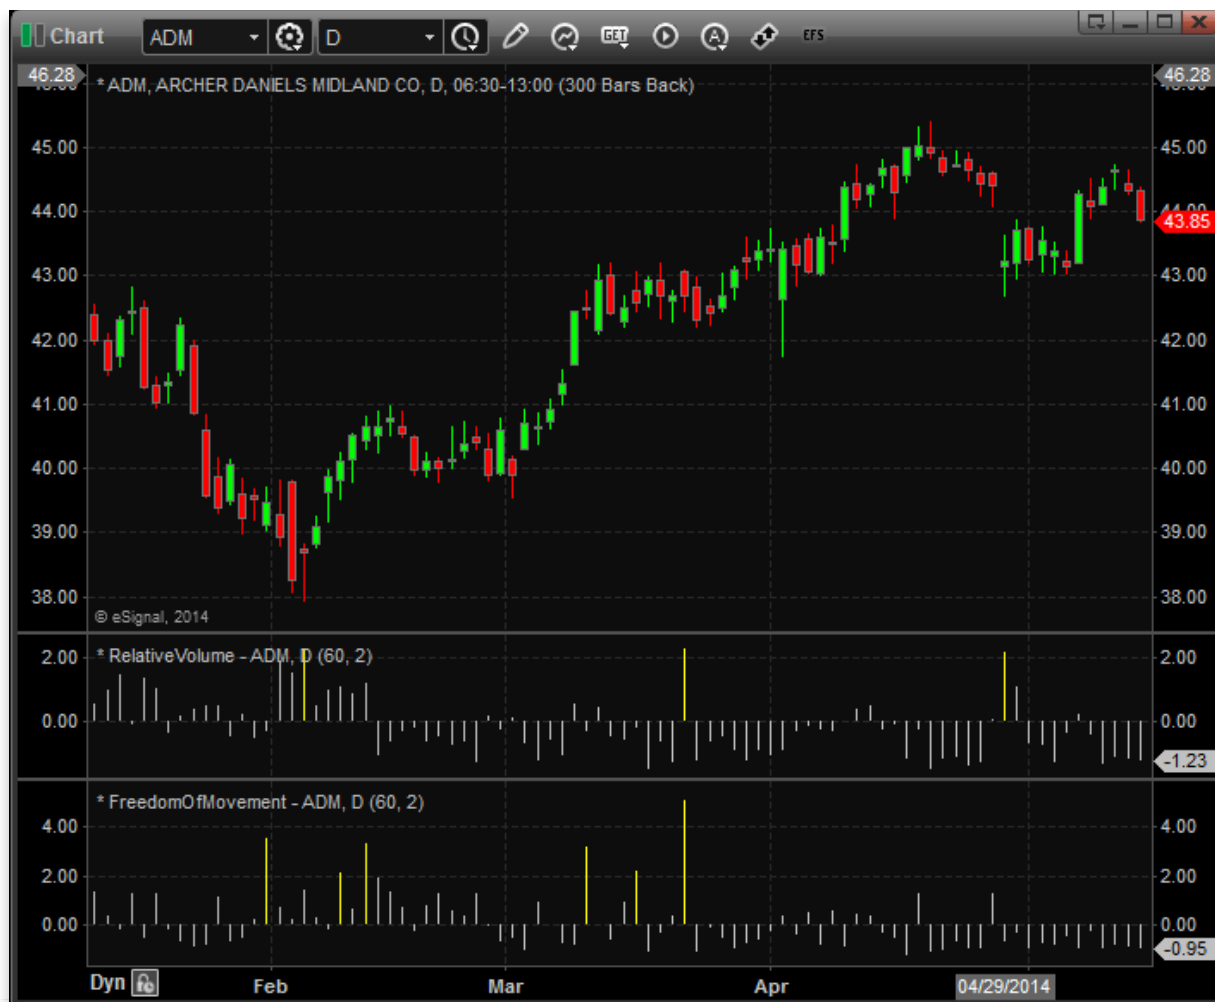 Chart ADM D GET A EFS
46.28 46.28
* ADM, ARCHER DANIELS MIDLAND CO, D, 06:30-13:00 (300 Bars Back)
45.00 45.00
44.00 44.00
43.85
43.00 43.00
42.00 42.00
41.00 41.00
40.00 40.00
39.00 39.00
38.00 38.00
© eSignal, 2014
2.00 * RelativeVolume - ADM, D (60, 2) 2.00
0.00 0.00
-1.23
* FreedomOfMovement - ADM, D (60, 2)
4.00 4.00
2.00 2.00
0.00 0.00
-0.95
Dyn Feb Mar Apr 04/29/2014